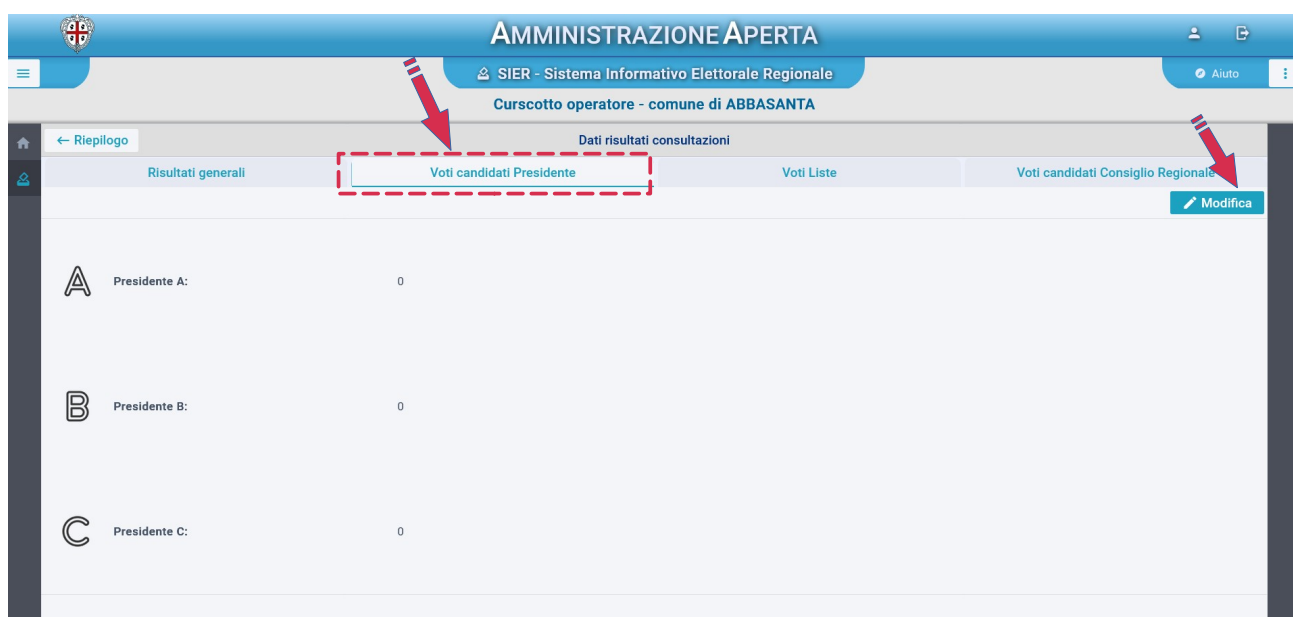 AMMINISTRAZIONE APERTA
SIER - Sistema Informativo Elettorale Regionale
Aiuto
Curscotto operatore - comune di ABBASANTA
← Riepilogo
Dati risultati consultazioni
Risultati generali
Voti candidati Presidente
Voti Liste
Voti candidati Consiglio Regionale
Modifica
A Presidente A: 0
B Presidente B: 0
C Presidente C: 0